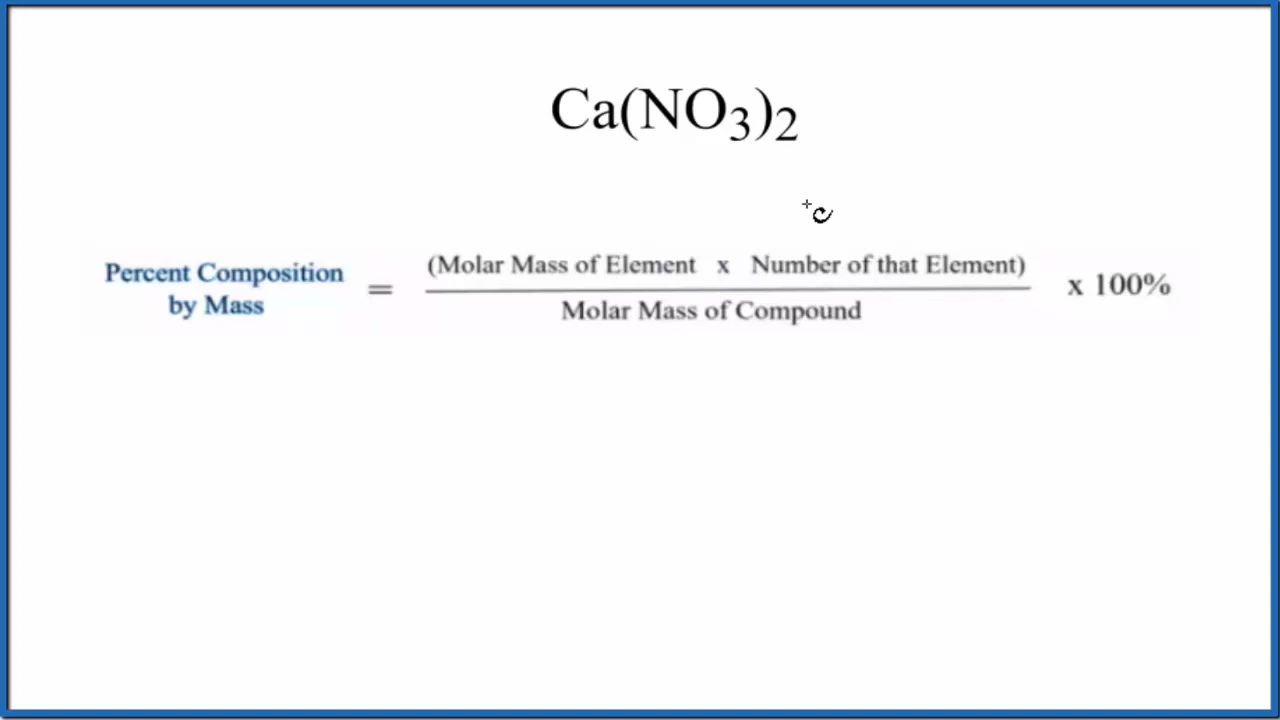 Ca(NO₃)₂
(Molar Mass of Element x Number of that Element)
Percent Composition
by Mass
=
x 100%
Molar Mass of Compound